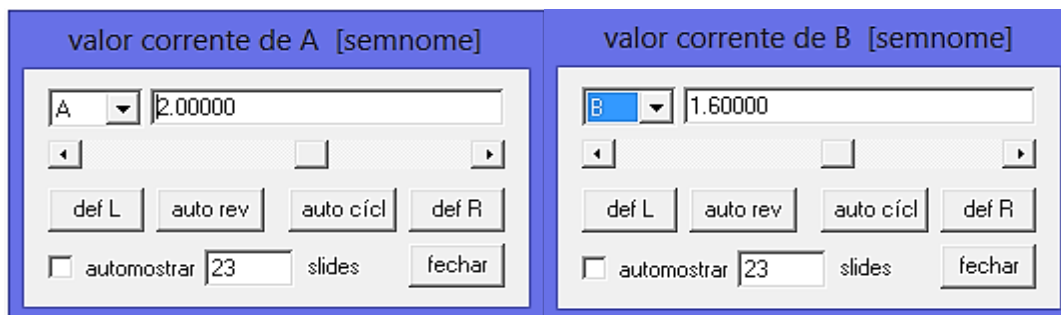 valor corrente de A [semnome]
A 2.00000
def L auto rev auto cícl def R
automostrar 23 slides fechar
valor corrente de B [semnome]
B 1.60000
def L auto rev auto cícl def R
automostrar 23 slides fechar